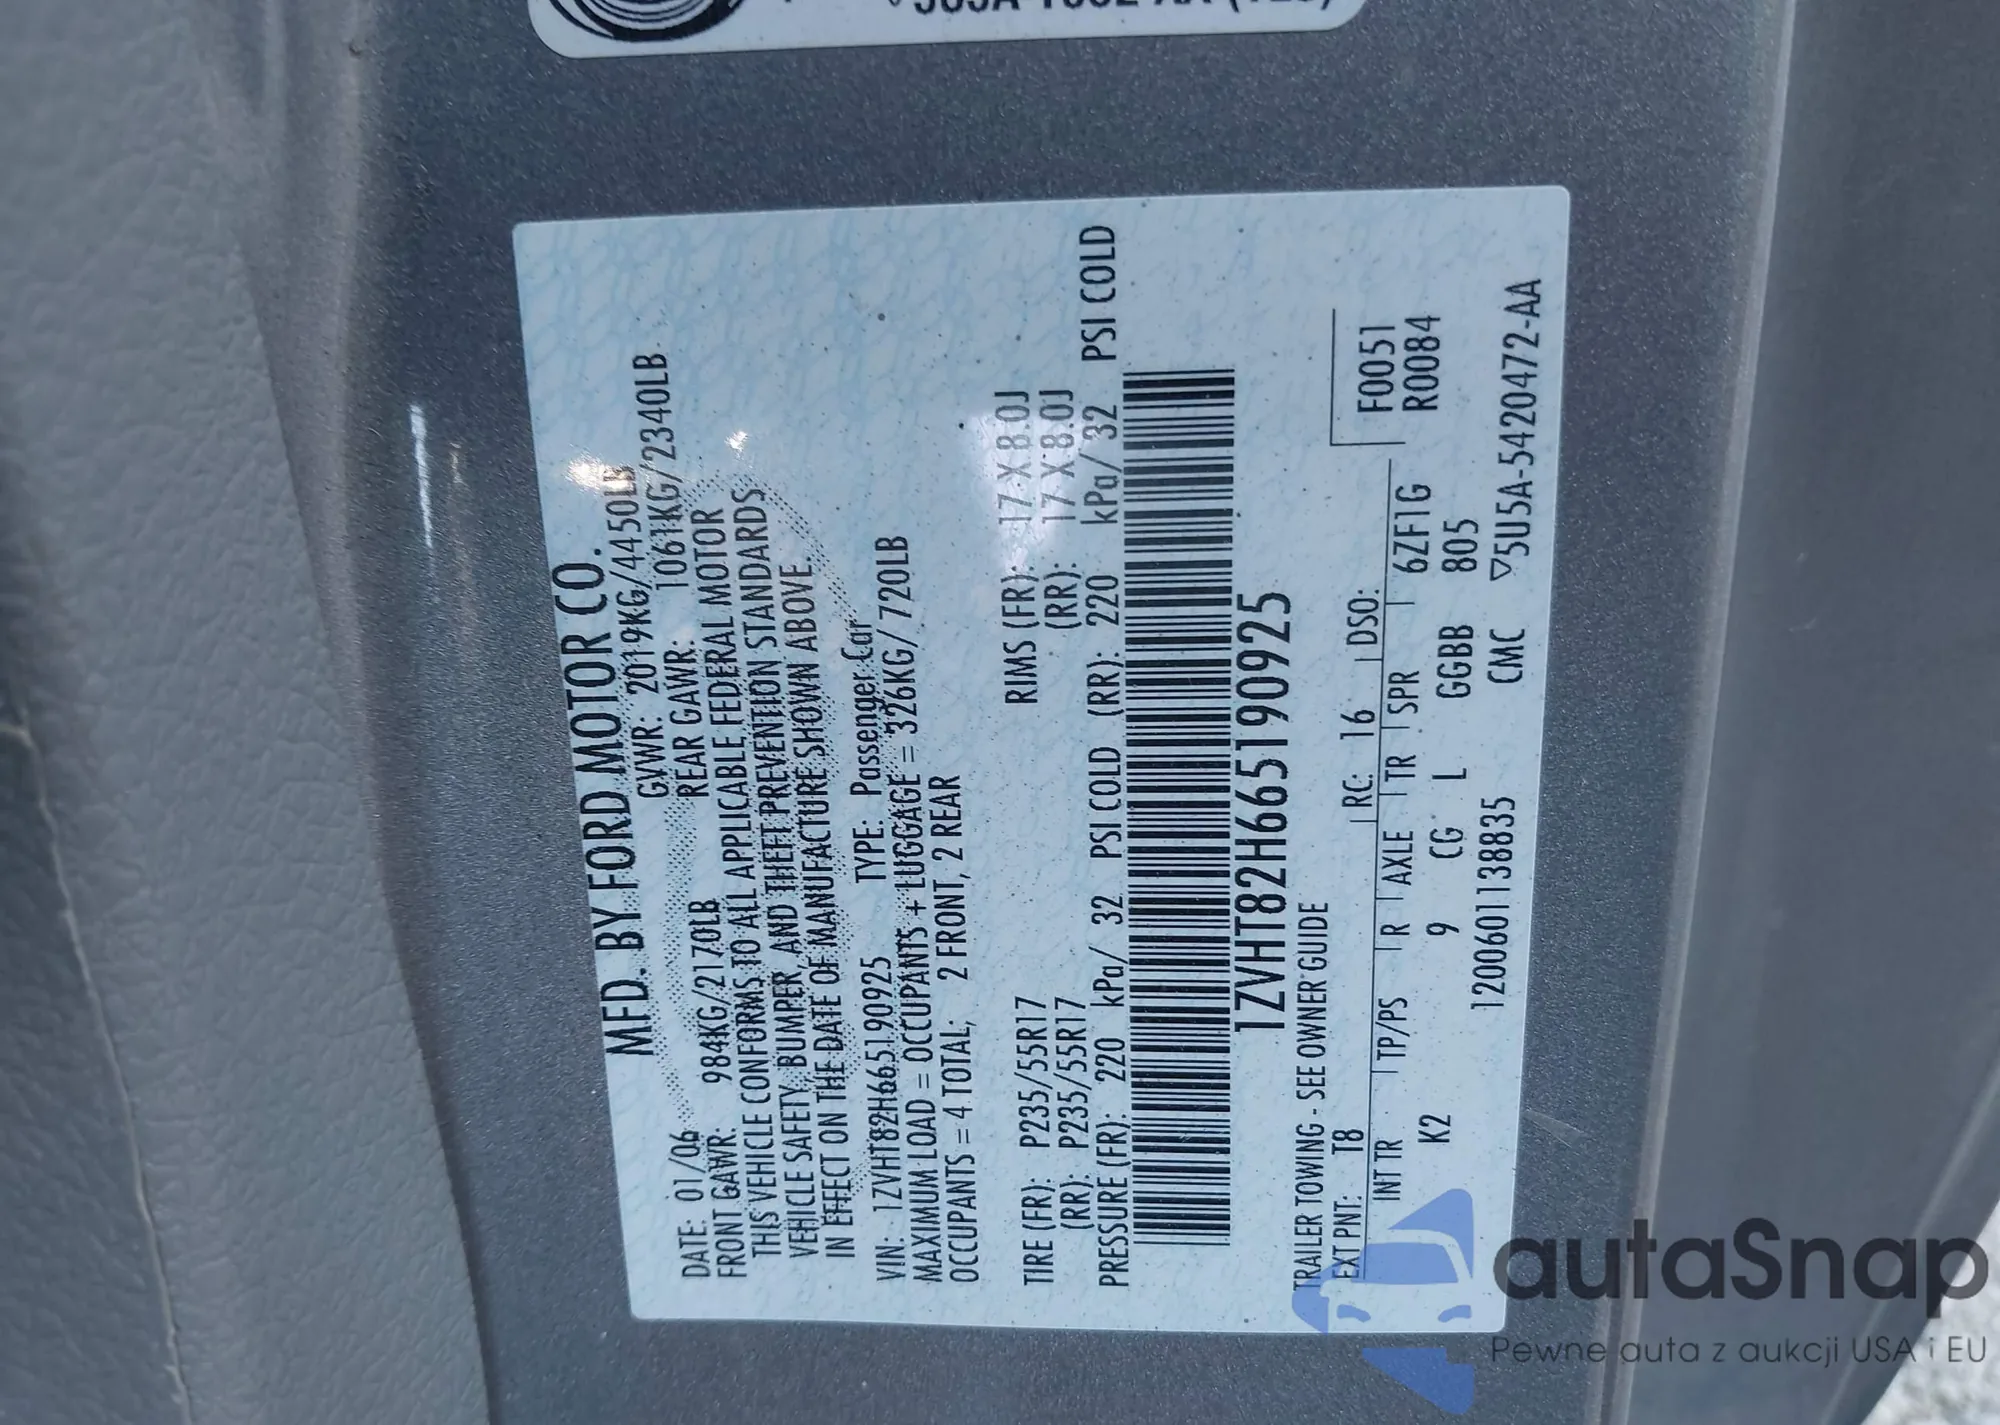 MFD. BY FORD MOTOR CO.
DATE: 01/06 GVWR: 2019KG/4450LB
FRONT GAWR: 984KG/2170LB REAR GAWR: 1061KG/2340LB
THIS VEHICLE CONFORMS TO ALL APPLICABLE FEDERAL MOTOR
VEHICLE SAFETY, BUMPER, AND THEFT PREVENTION STANDARDS
IN EFFECT ON THE DATE OF MANUFACTURE SHOWN ABOVE.
VIN: 1ZVHT82H665190925 TYPE: Passenger Car
MAXIMUM LOAD = OCCUPANTS + LUGGAGE = 326KG/720LB
OCCUPANTS = 4 TOTAL; 2 FRONT, 2 REAR
TIRE (FR): P235/55R17 RIMS (FR): 17 X 8.0J
(RR): P235/55R17 (RR): 17 X 8.0J
PRESSURE (FR): 220 kPa/ 32 PSI COLD (RR): 220 kPa/ 32 PSI COLD
1ZVHT82H665190925
TRAILER TOWING - SEE OWNER GUIDE
EXT PNT: T8 RC: 16 DSO:
INT TR TP/PS R AXLE TR SPR F0051
K2 9 CG L 6ZF1G R0084
GGBB 805
1200601138835 CMC ▽5U5A-5420472-AA
autaSnap
Pewne auta z aukcji USA i EU